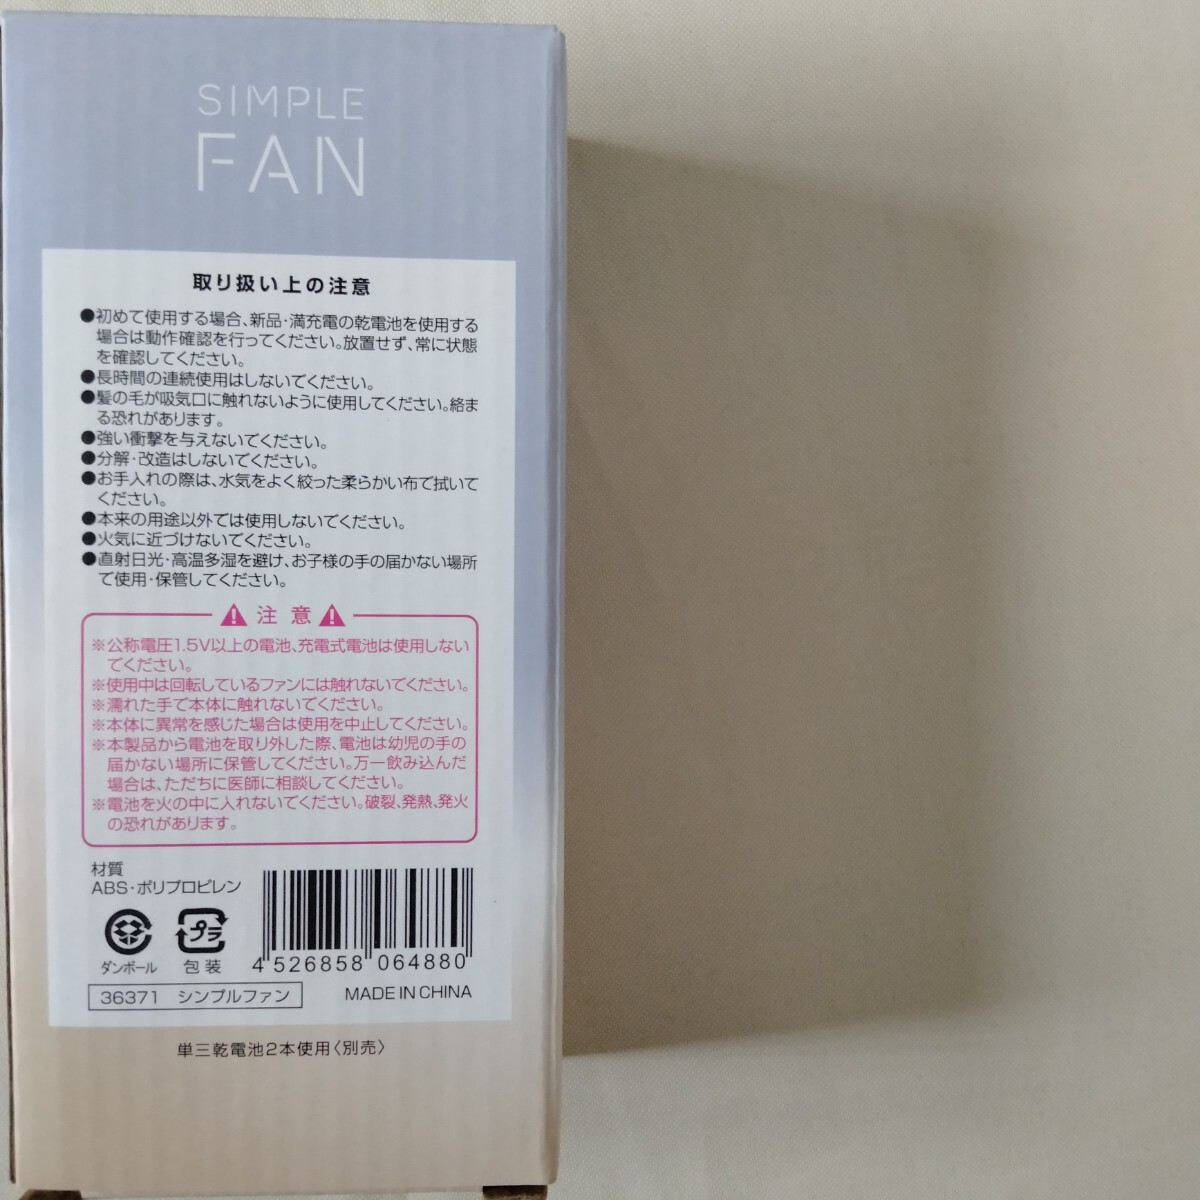 SIMPLE
FAN
取り扱い上の注意
●初めて使用する場合、新品・満充電の乾電池を使用する
場合は動作確認を行ってください。放置せず、常に状態
を確認してください。
●長時間の連続使用はしないでください。
●髪の毛が吸気口に触れないように使用してください。絡ま
る恐れがあります。
●強い衝撃を与えないでください。
●分解・改造はしないでください。
●お手入れの際は、水気をよく絞った柔らかい布で拭いて
ください。
●本来の用途以外では使用しないでください。
●火気に近づけないでください。
●直射日光・高温多湿を避け、お子様の手の届かない場所
で使用・保管してください。
注意
※公称電圧1.5V以上の電池、充電式電池は使用しない
でください。
※使用中は回転しているファンには触れないでください。
※濡れた手で本体に触れないでください。
※本体に異常を感じた場合は使用を中止してください。
※本製品から電池を取り外した際、電池は幼児の手の
届かない場所に保管してください。万一飲み込んだ
場合は、ただちに医師に相談してください。
※電池を火の中に入れないでください。破裂、発熱、発火
の恐れがあります。
材質
ABS・ポリプロピレン
プラ
ダンボール 包装
4 526858 064880
36371 シンプルファン
MADE IN CHINA
単三乾電池2本使用〈別売〉